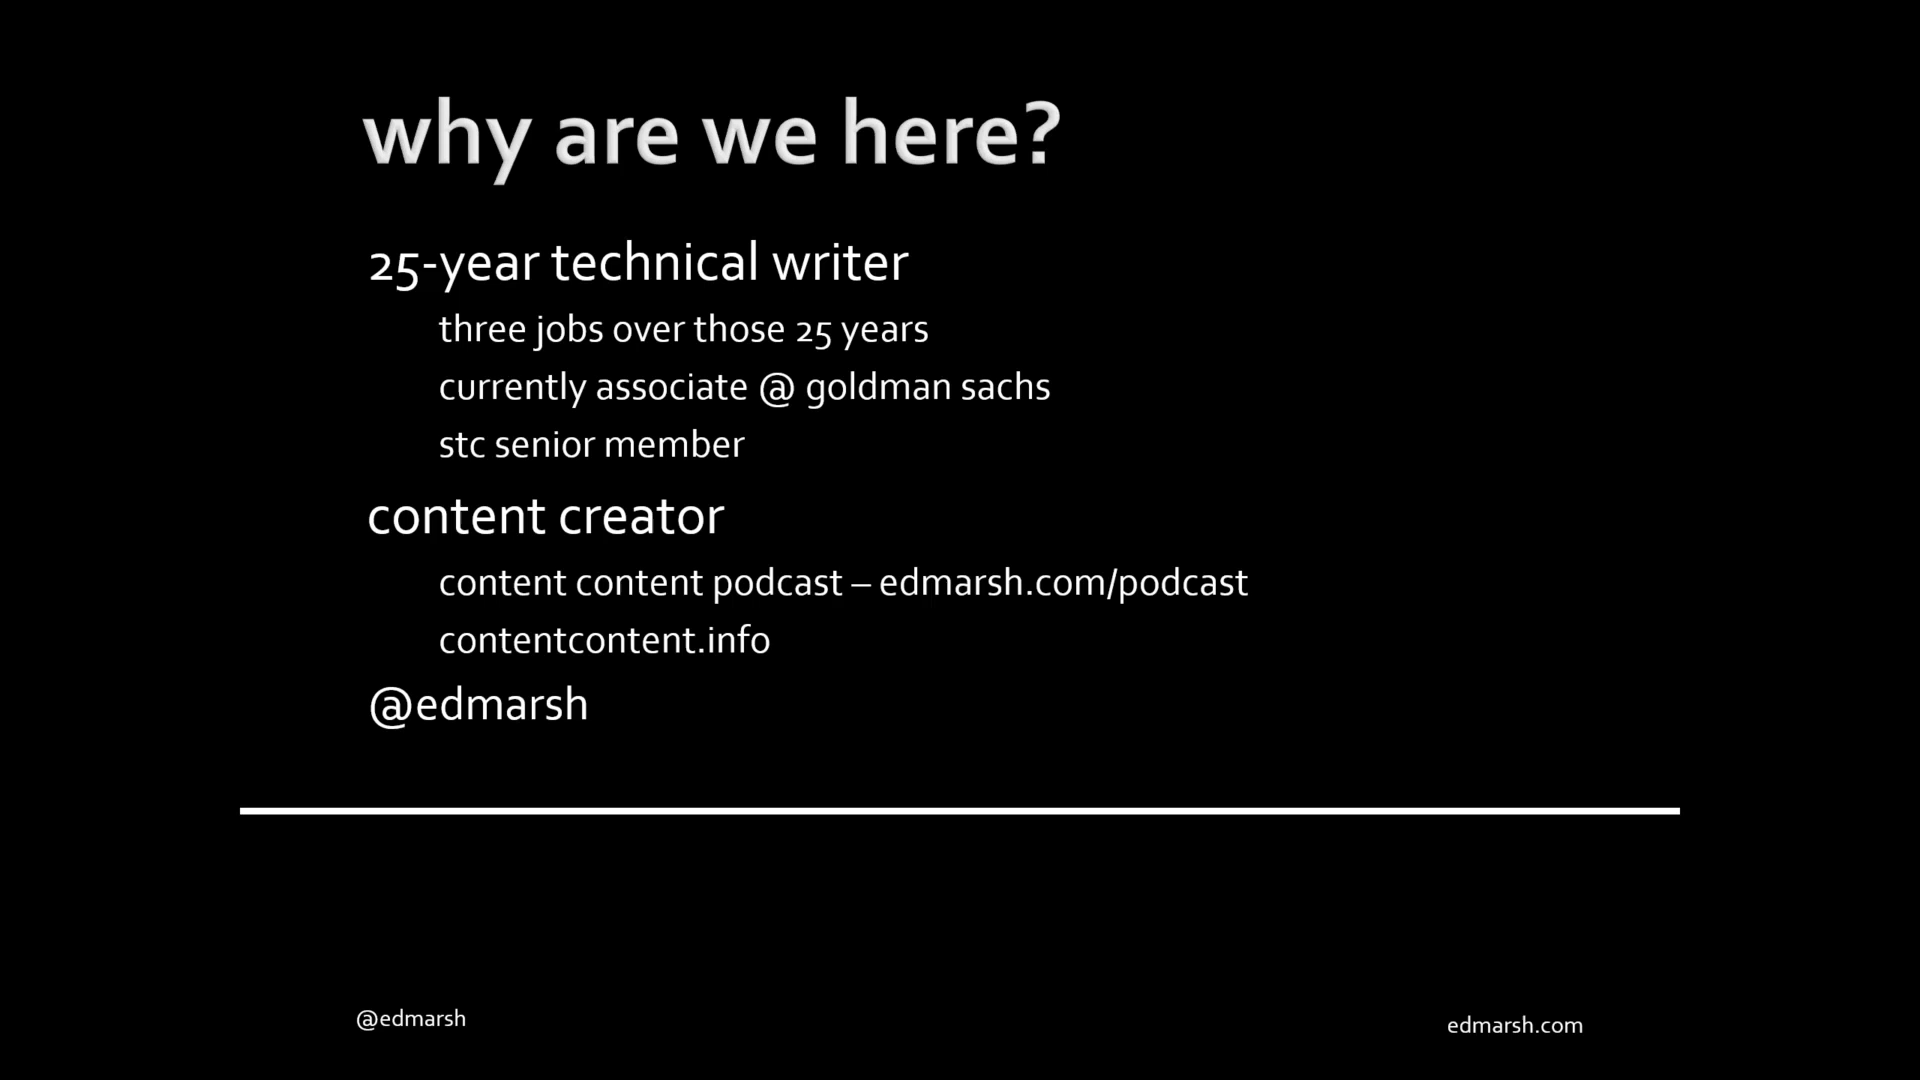 why are we here?
25-year technical writer
three jobs over those 25 years
currently associate @ goldman sachs
stc senior member
content creator
content content podcast – edmarsh.com/podcast
contentcontent.info
@edmarsh
@edmarsh
edmarsh.com